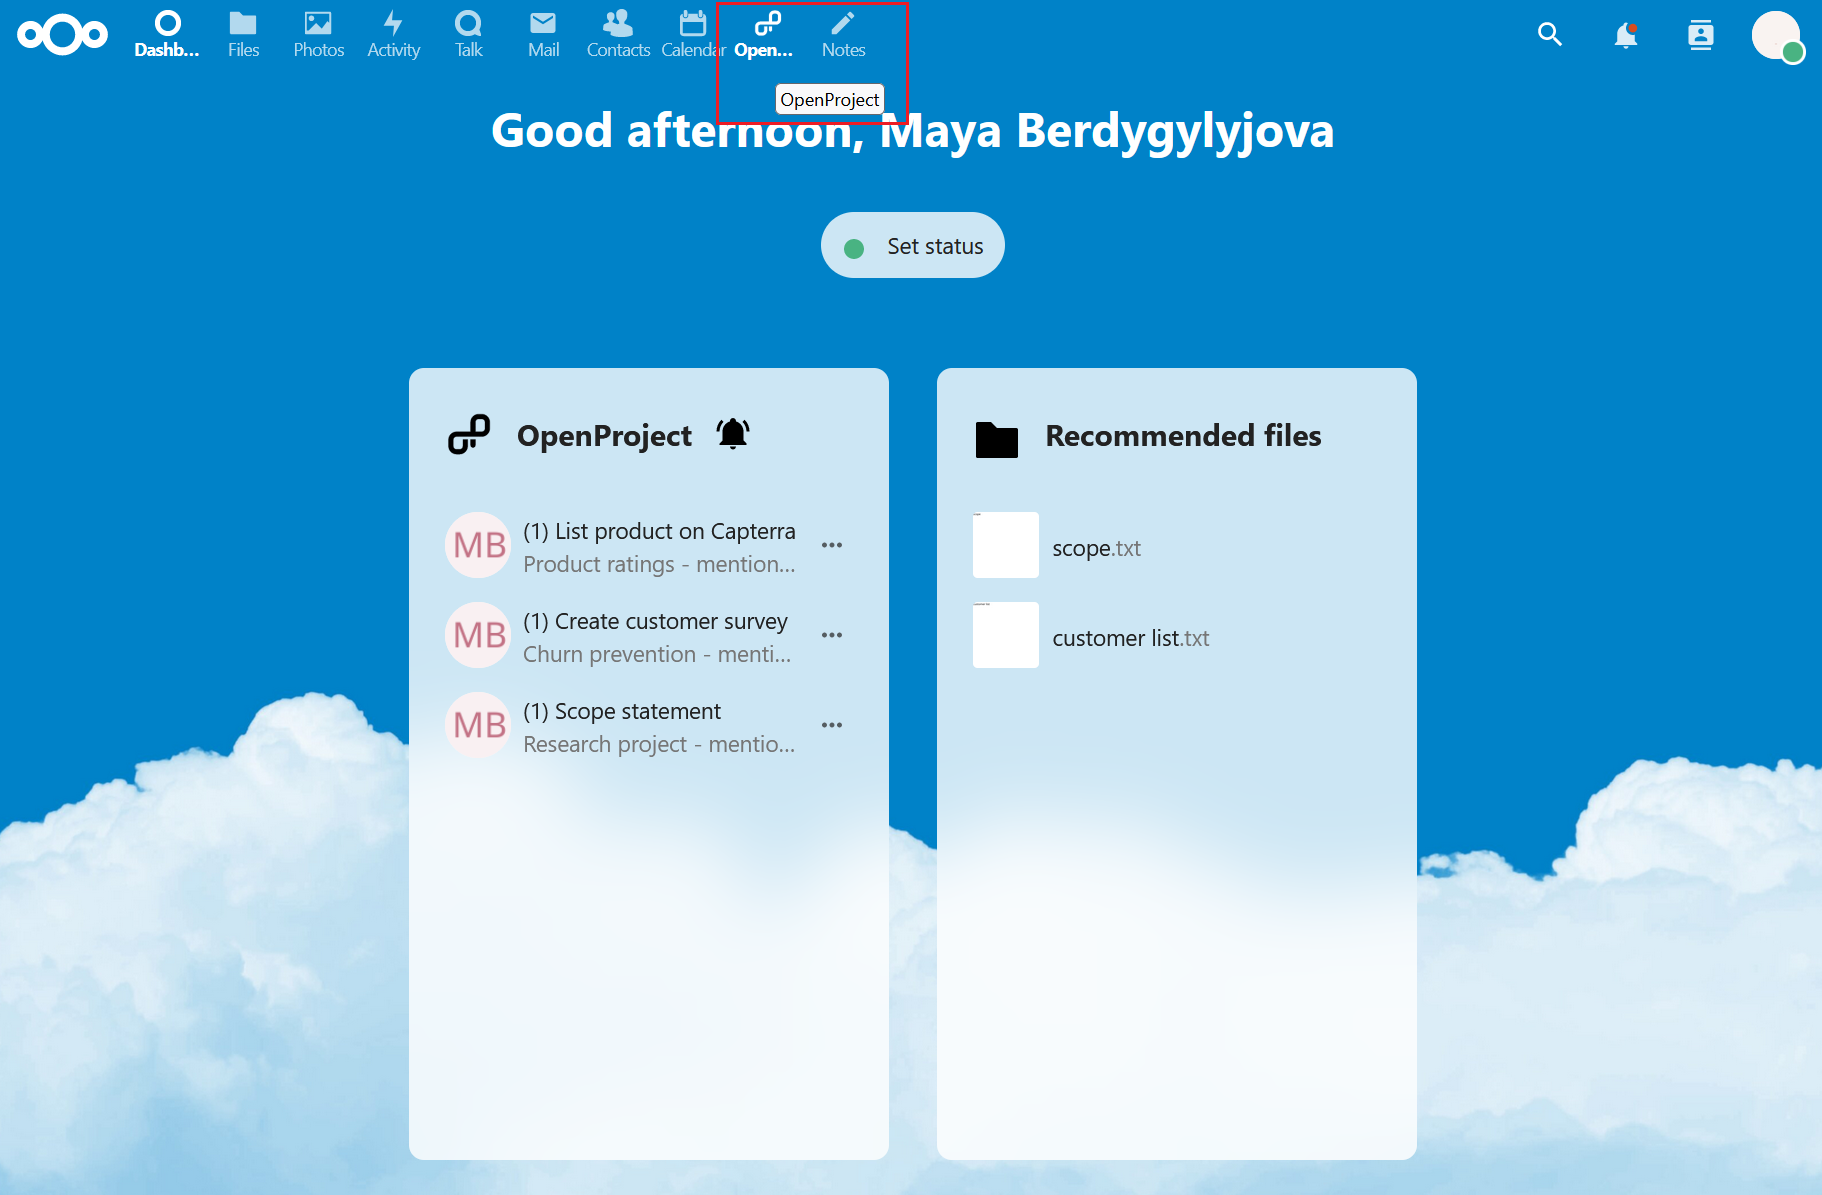 Dashb...
Files
Photos
Activity
Talk
Mail
Contacts
Calendar
Open...
Notes
OpenProject
Good afternoon, Maya Berdygylyjova
Set status
OpenProject
(1) List product on Capterra
Product ratings - mention...
(1) Create customer survey
Churn prevention - menti...
(1) Scope statement
Research project - mentio...
MB
MB
MB
Recommended files
scope.txt
customer list.txt